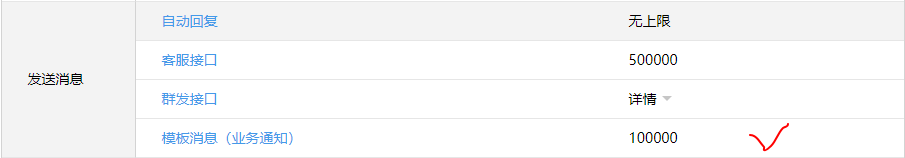 发送消息
自动回复 无上限
客服接口 500000
群发接口 详情
模板消息（业务通知） 100000